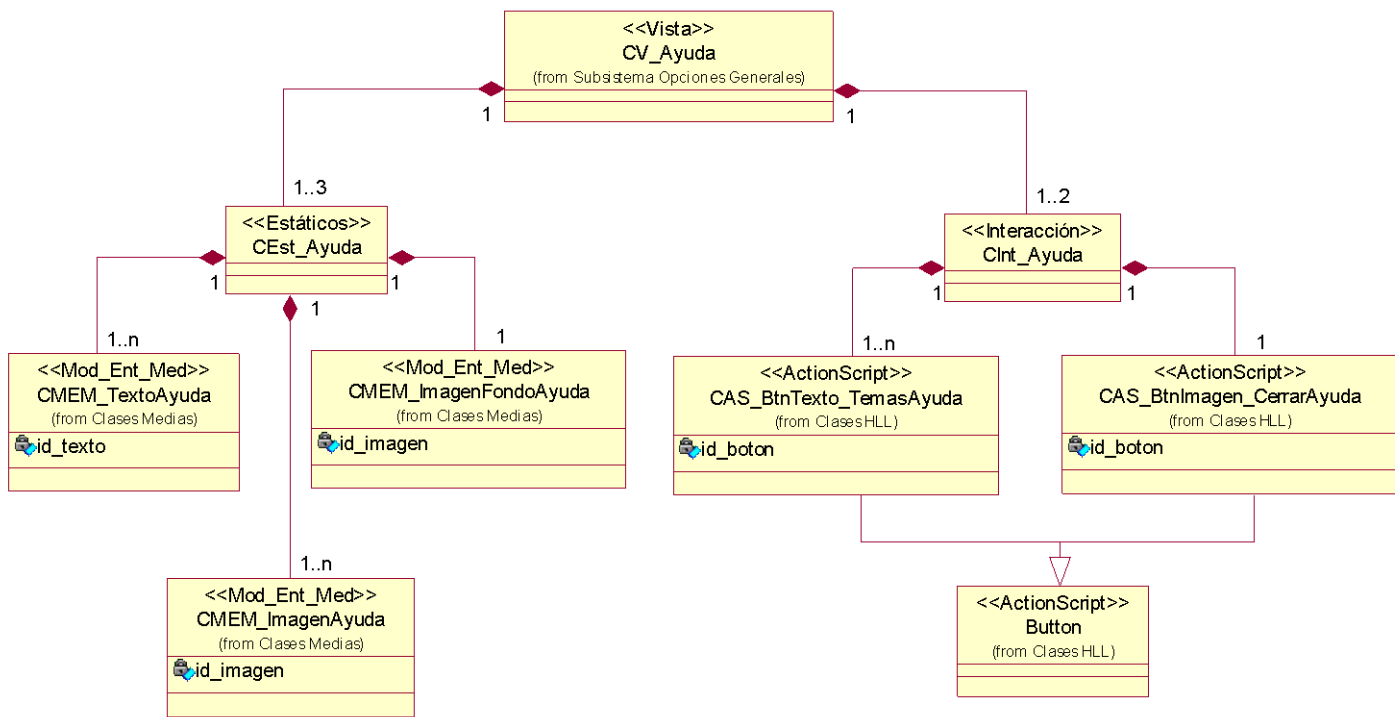 <<Vista>>
CV_Ayuda
(from Subsistema Opciones Generales)
1
1
1..3
1..2
<<Estáticos>>
CEst_Ayuda
<<Interacción>>
CInt_Ayuda
1
1
1
1
1
1..n
1
1..n
1
<<Mod_Ent_Med>>
CMEM_TextoAyuda
(from Clases Medias)
id_texto
<<Mod_Ent_Med>>
CMEM_ImagenFondoAyuda
(from Clases Medias)
id_imagen
<<ActionScript>>
CAS_BtnTexto_TemasAyuda
(from Clases HLL)
id_boton
<<ActionScript>>
CAS_BtnImagen_CerrarAyuda
(from Clases HLL)
id_boton
1..n
<<Mod_Ent_Med>>
CMEM_ImagenAyuda
(from Clases Medias)
id_imagen
<<ActionScript>>
Button
(from Clases HLL)